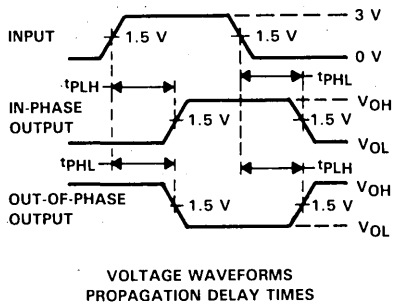 3 V
INPUT
1.5 V
1.5 V
0 V
tPLH
tPHL
IN-PHASE
OUTPUT
VOH
1.5 V
1.5 V
VOL
tPHL
tPLH
OUT-OF-PHASE
OUTPUT
VOH
1.5 V
1.5 V
VOL
VOLTAGE WAVEFORMS
PROPAGATION DELAY TIMES